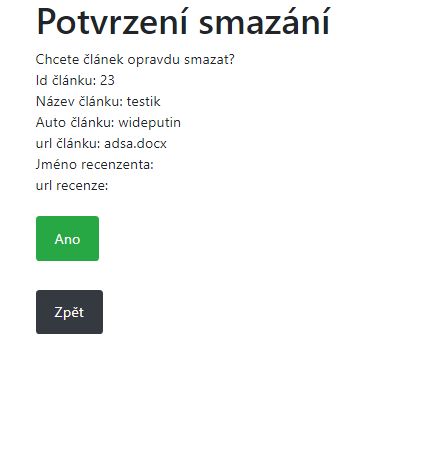 Potvrzení smazání
Chcete článek opravdu smazat?
Id článku: 23
Název článku: testik
Auto článku: wideputin
url článku: adsa.docx
Jméno recenzenta:
url recenze:
Ano
Zpět